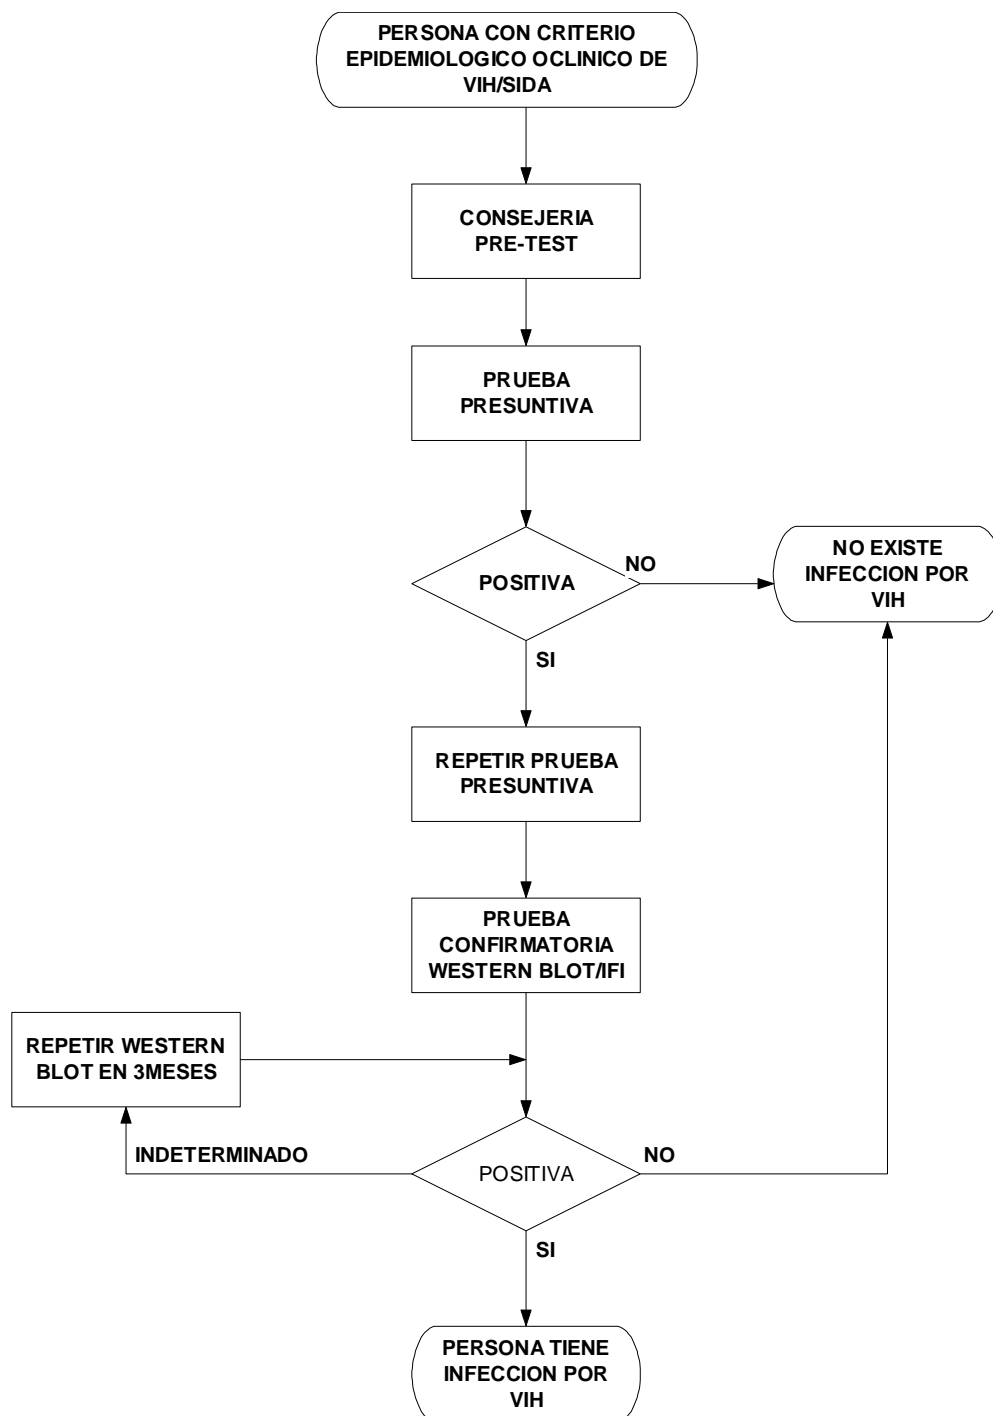 PERSONA CON CRITERIO
EPIDEMIOLOGICO OCLINICO DE
VIH/SIDA
CONSEJERIA
PRE-TEST
PRUEBA
PRESUNTIVA
POSITIVA
NO
NO EXISTE
INFECCION POR
VIH
SI
REPETIR PRUEBA
PRESUNTIVA
PRUEBA
CONFIRMATORIA
WESTERN BLOT/IFI
REPETIR WESTERN
BLOT EN 3MESES
INDETERMINADO
POSITIVA
NO
SI
PERSONA TIENE
INFECCION POR
VIH